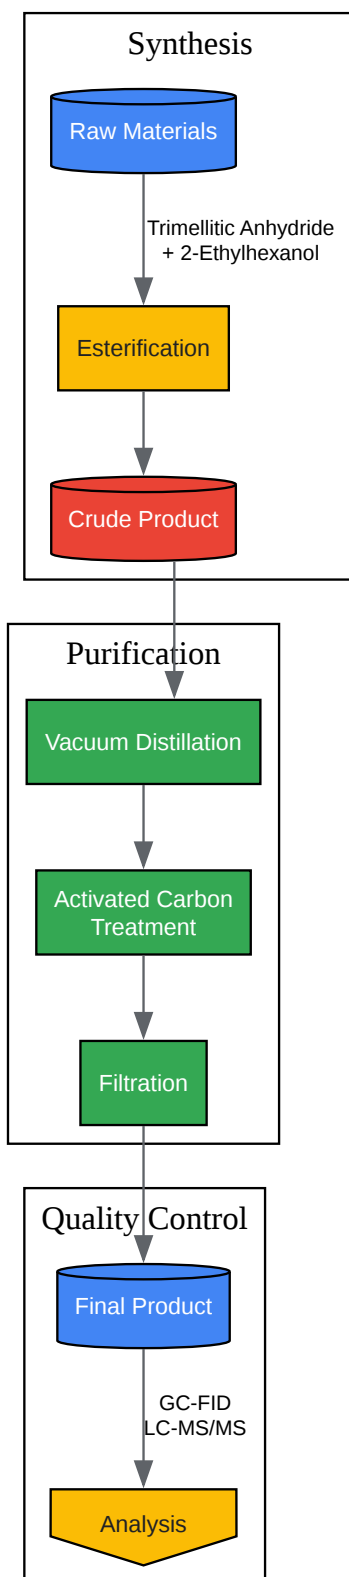 Synthesis
Raw Materials
Trimellitic Anhydride
+ 2-Ethylhexanol
Esterification
Crude Product
Purification
Vacuum Distillation
Activated Carbon
Treatment
Filtration
Quality Control
Final Product
GC-FID
LC-MS/MS
Analysis